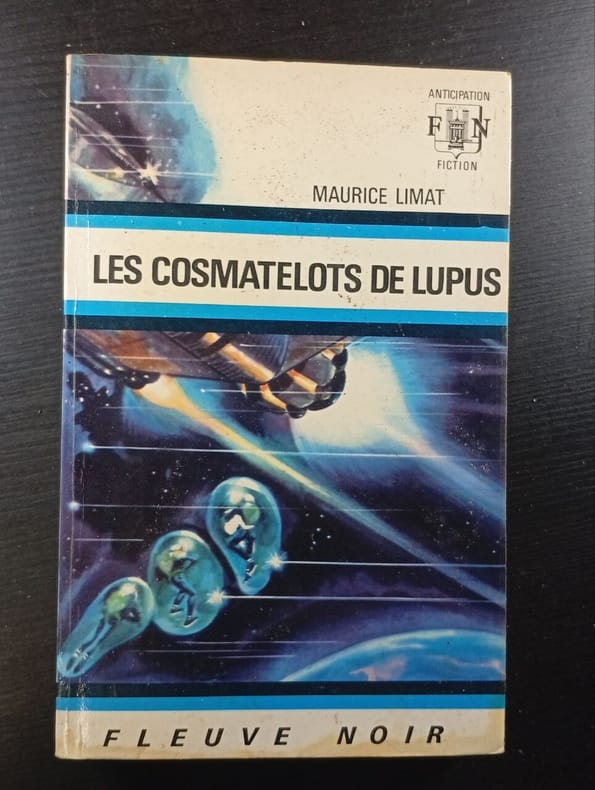 ANTICIPATION
F N
FICTION
MAURICE LIMAT
LES COSMATELOTS DE LUPUS
FLEUVE NOIR